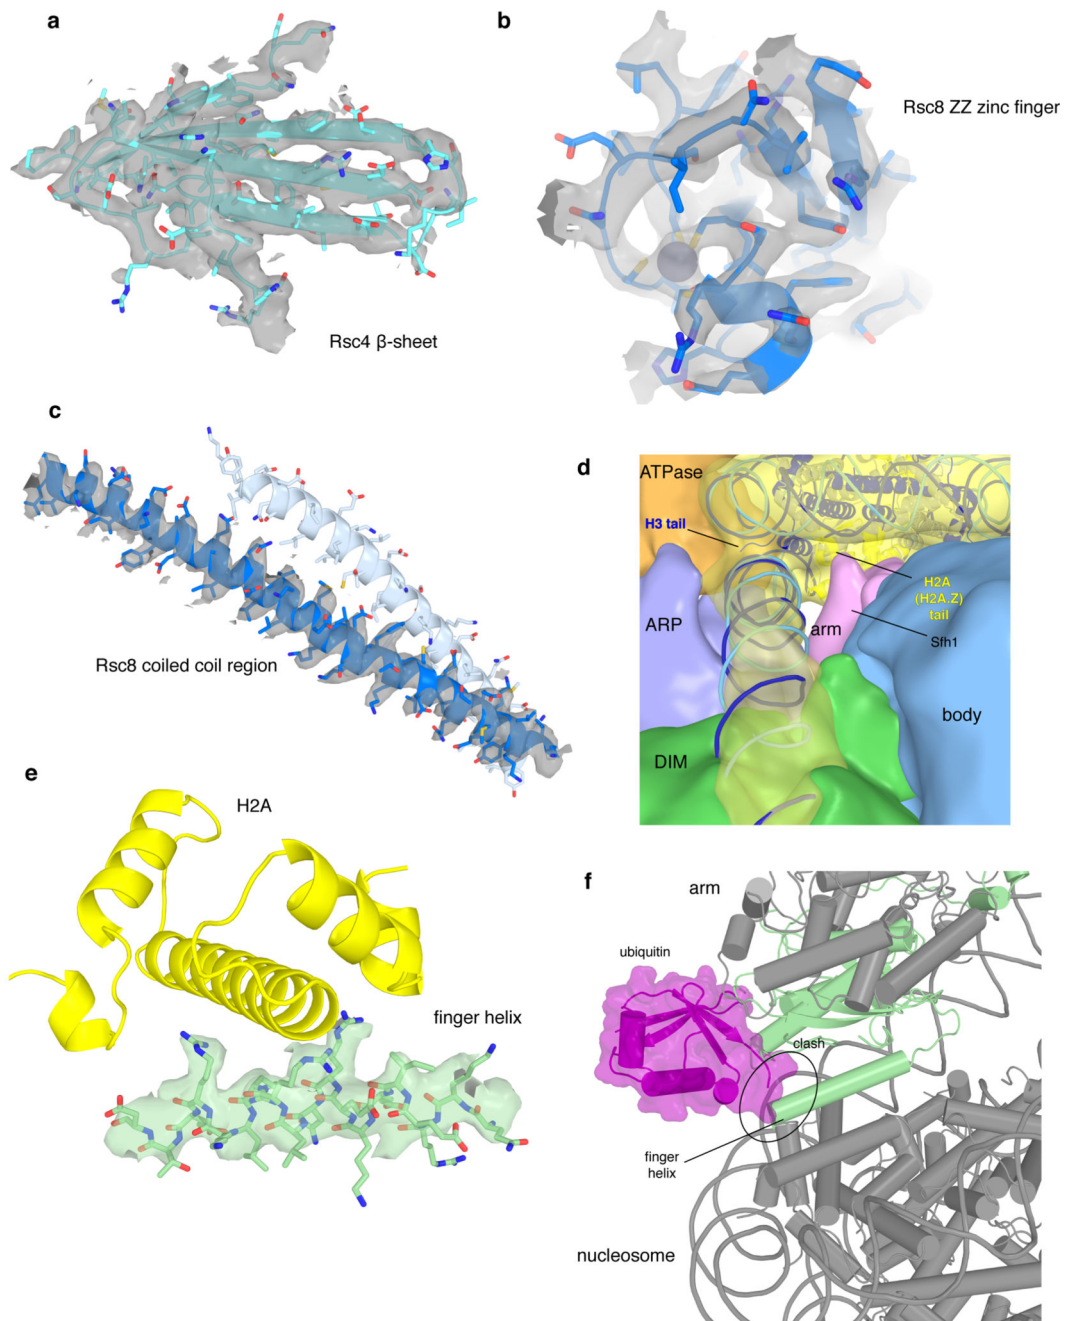 a
Rsc4 β-sheet
b
Rsc8 ZZ zinc finger
c
Rsc8 coiled coil region
d
ATPase
H3 tail
H2A
(H2A.Z)
tail
ARP
arm
Sfh1
body
DIM
e
H2A
finger helix
f
arm
ubiquitin
clash
finger
helix
nucleosome